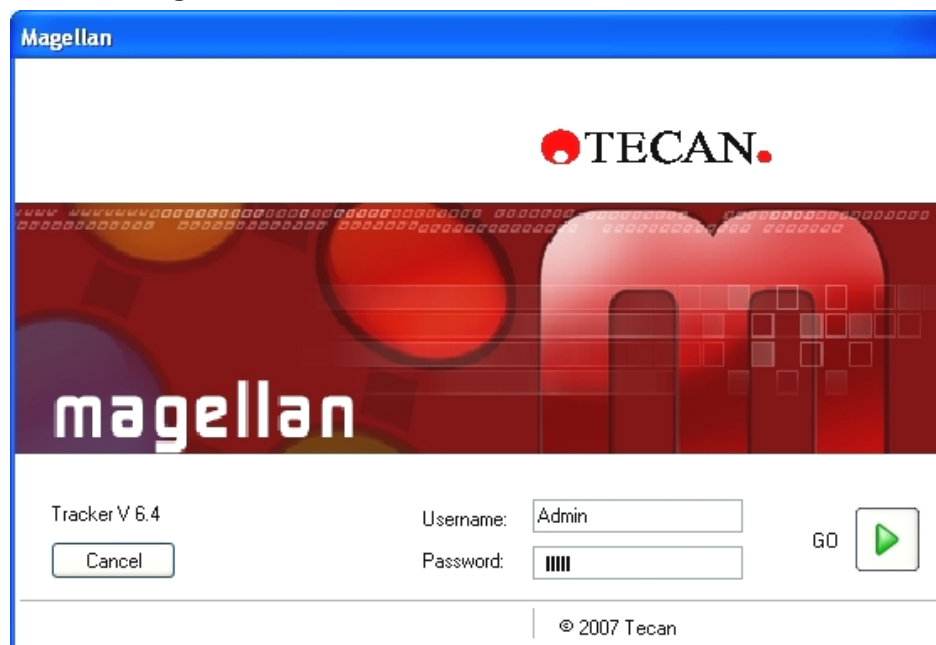 Magellan
TECAN.
magellan
Tracker V 6.4
Username: Admin
GO
Cancel
Password:
© 2007 Tecan